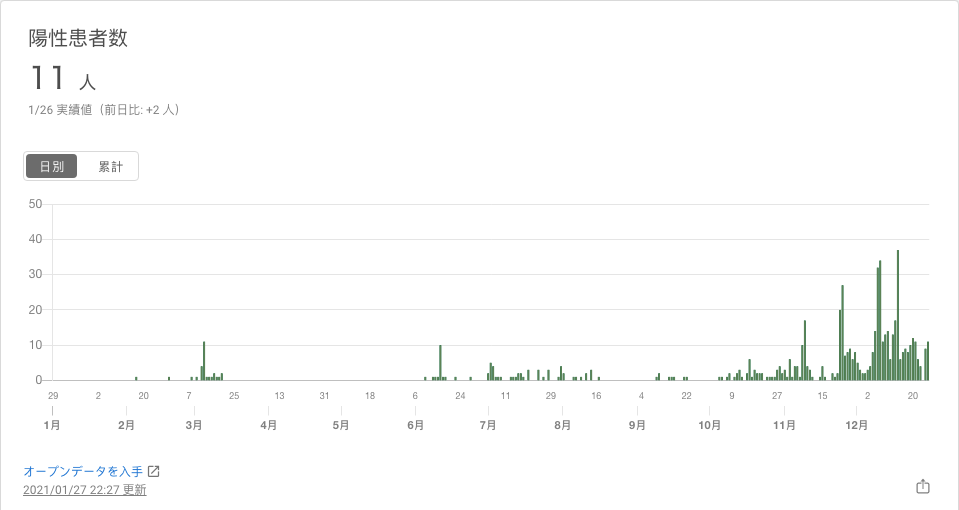 陽性患者数
11 人
1/26 実績値（前日比: +2 人）
日別 累計
50
40
30
20
10
0
29 2 20 7 25 13 31 18 6 24 11 29 16 4 22 9 27 15 2 20
1月 2月 3月 4月 5月 6月 7月 8月 9月 10月 11月 12月
オープンデータを入手
2021/01/27 22:27 更新